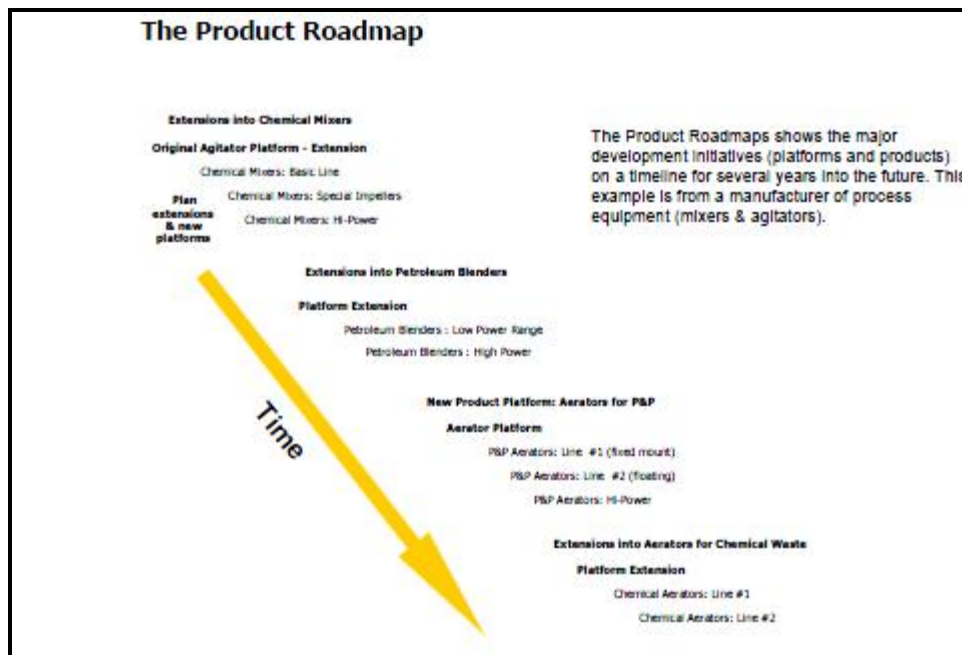 The Product Roadmap
Extensions into Chemical Mixers
Original Agitator Platform - Extension
Chemical Mixers: Basic Line
Chemical Mixers: Special Impellers
Chemical Mixers: Hi-Power
Plan
extensions
& new
platforms
The Product Roadmaps shows the major
development initiatives (platforms and products)
on a timeline for several years into the future. This
example is from a manufacturer of process
equipment (mixers & agitators).
Extensions into Petroleum Blenders
Platform Extension
Petroleum Blenders : Low Power Range
Petroleum Blenders : High Power
Time
New Product Platform: Aerators for P&P
Aerator Platform
P&P Aerators: Line #1 (fixed mount)
P&P Aerators: Line #2 (floating)
P&P Aerators: Hi-Power
Extensions into Aerators for Chemical Waste
Platform Extension
Chemical Aerators: Line #1
Chemical Aerators: Line #2